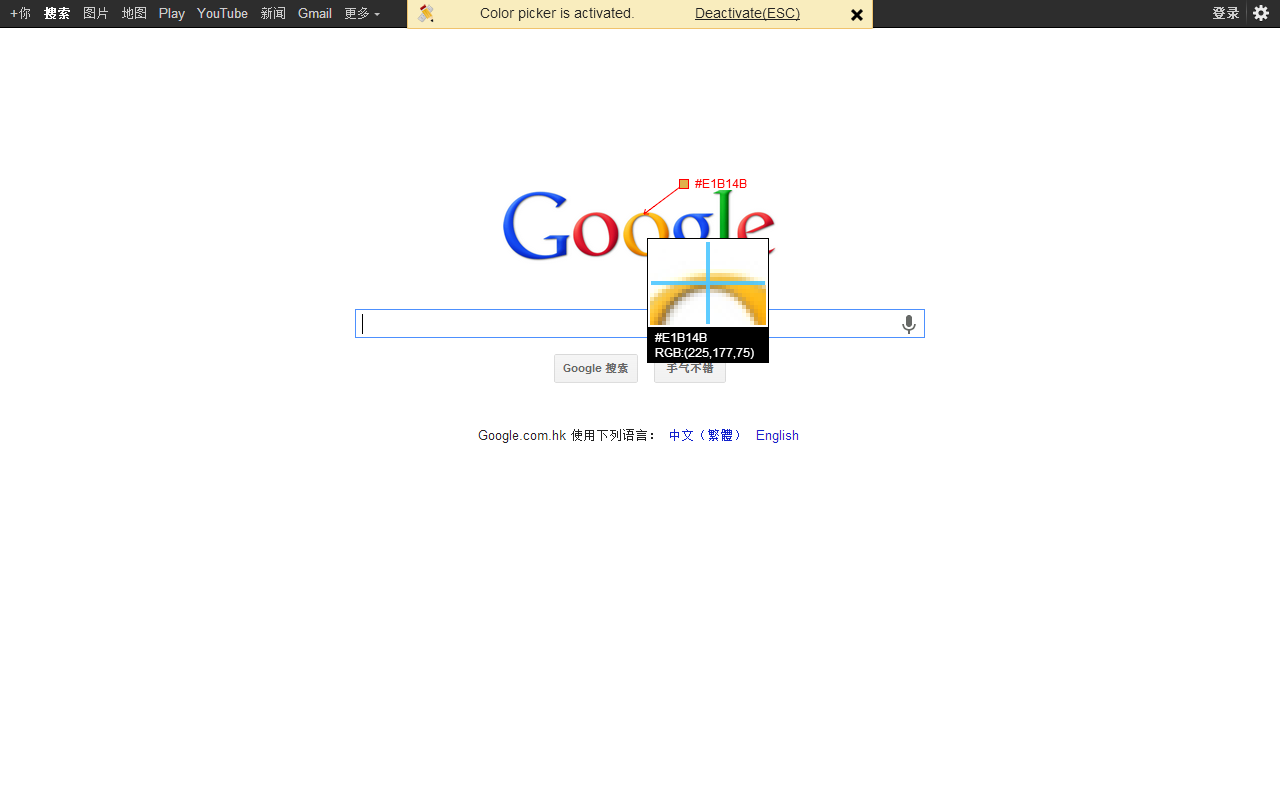 +你 搜索 图片 地图 Play YouTube 新闻 Gmail 更多 Color picker is activated. Deactivate(ESC) 登录
#E1B14B
Google
#E1B14B
RGB:(225,177,75)
Google 搜索 手气不错
Google.com.hk 使用下列语言： 中文（繁體） English